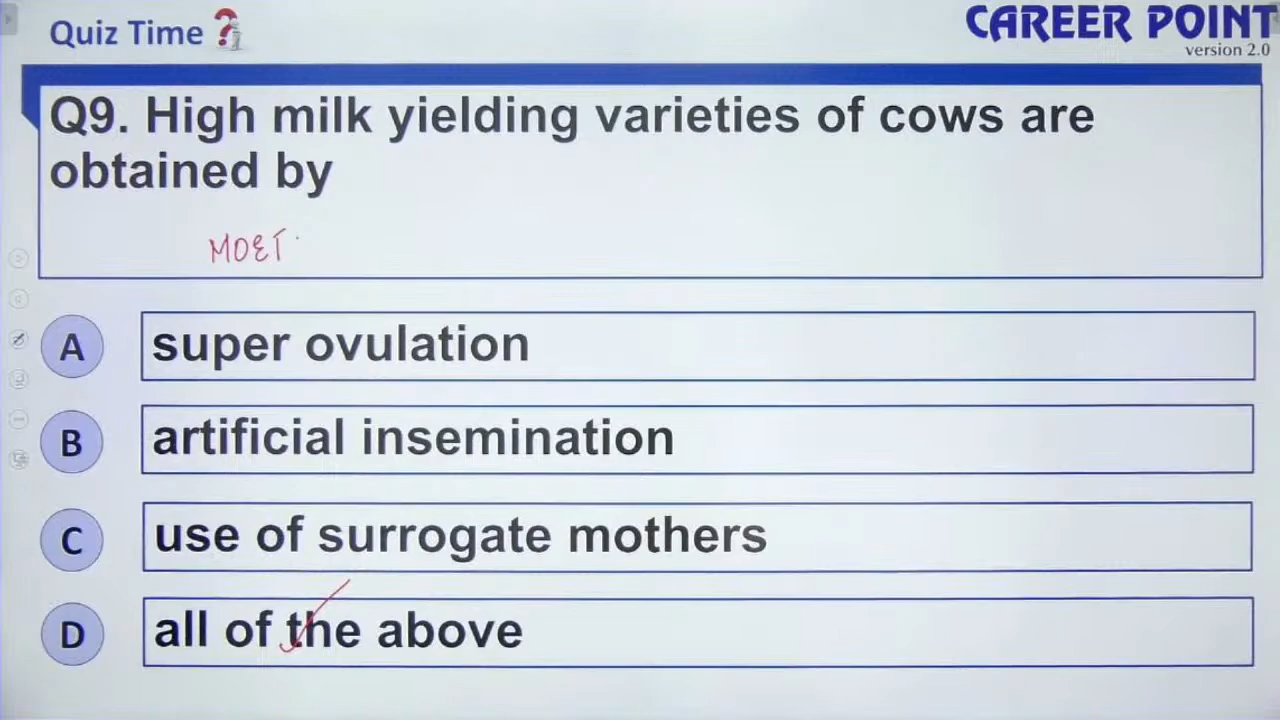 Quiz Time
CAREER POINT
version 2.0
Q9. High milk yielding varieties of cows are
obtained by
MOET
A super ovulation
B artificial insemination
C use of surrogate mothers
D all of the above